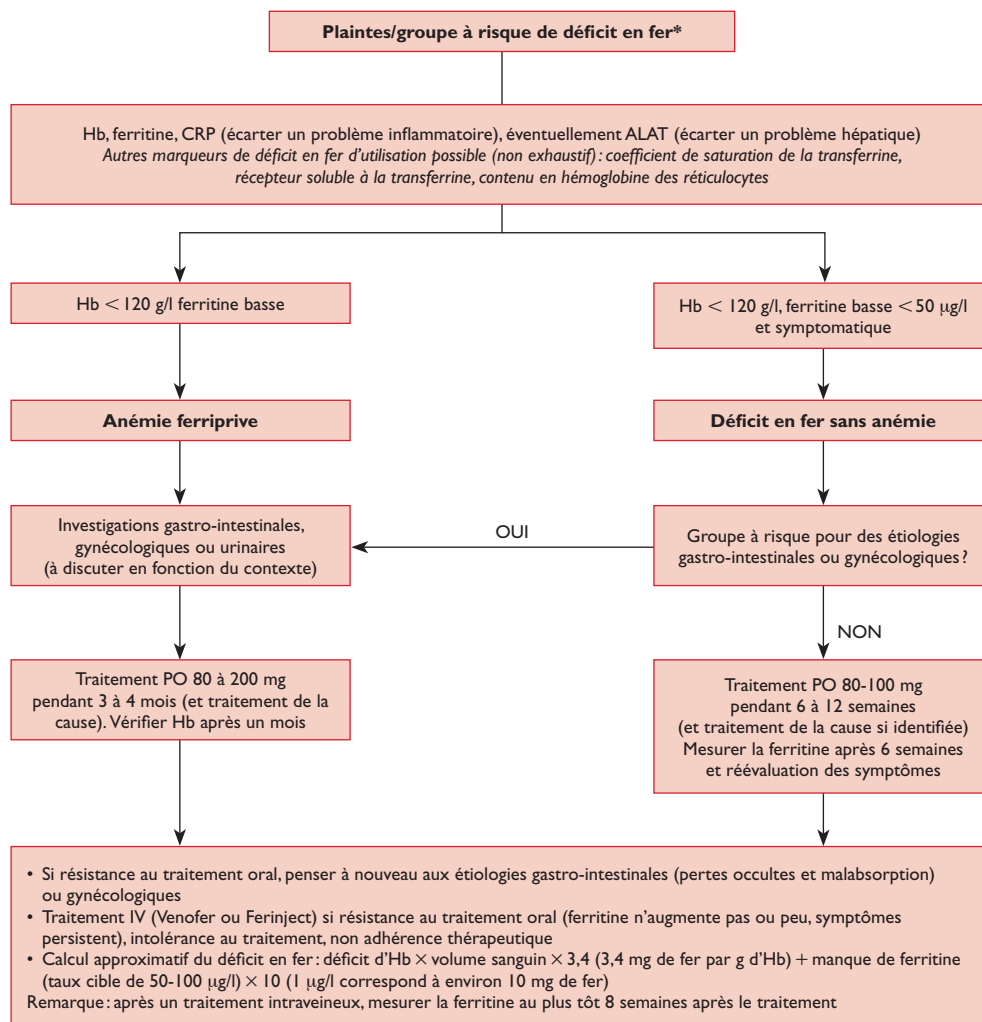 Plaintes/groupe à risque de déficit en fer*
Hb, ferritine, CRP (écarter un problème inflammatoire), éventuellement ALAT (écarter un problème hépatique)
Autres marqueurs de déficit en fer d'utilisation possible (non exhaustif) : coefficient de saturation de la transferrine,
récepteur soluble à la transferrine, contenu en hémoglobine des réticulocytes
Hb < 120 g/l ferritine basse
Hb < 120 g/l, ferritine basse < 50 µg/l
et symptomatique
Anémie ferriprive
Déficit en fer sans anémie
Investigations gastro-intestinales,
gynécologiques ou urinaires
(à discuter en fonction du contexte)
OUI
Groupe à risque pour des étiologies
gastro-intestinales ou gynécologiques ?
NON
Traitement PO 80 à 200 mg
pendant 3 à 4 mois (et traitement de la
cause). Vérifier Hb après un mois
Traitement PO 80-100 mg
pendant 6 à 12 semaines
(et traitement de la cause si identifiée)
Mesurer la ferritine après 6 semaines
et réévaluation des symptômes
• Si résistance au traitement oral, penser à nouveau aux étiologies gastro-intestinales (pertes occultes et malabsorption)
ou gynécologiques
• Traitement IV (Venofer ou Ferinject) si résistance au traitement oral (ferritine n'augmente pas ou peu, symptômes
persistent), intolérance au traitement, non adhérence thérapeutique
• Calcul approximatif du déficit en fer : déficit d'Hb × volume sanguin × 3,4 (3,4 mg de fer par g d'Hb) + manque de ferritine
(taux cible de 50-100 µg/l) × 10 (1 µg/l correspond à environ 10 mg de fer)
Remarque : après un traitement intraveineux, mesurer la ferritine au plus tôt 8 semaines après le traitement